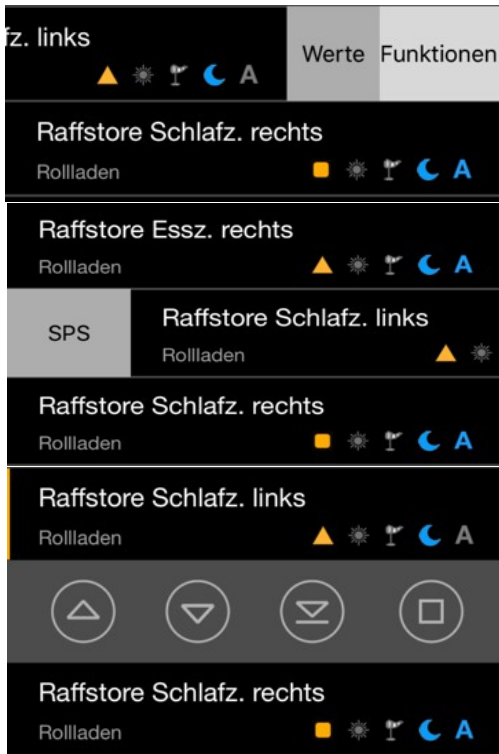 fz. links
A
Werte
Funktionen
Raffstore Schlafz. rechts
Rollladen
A
Raffstore Essz. rechts
Rollladen
A
SPS
Raffstore Schlafz. links
Rollladen
Raffstore Schlafz. rechts
Rollladen
A
Raffstore Schlafz. links
Rollladen
A
Raffstore Schlafz. rechts
Rollladen
A